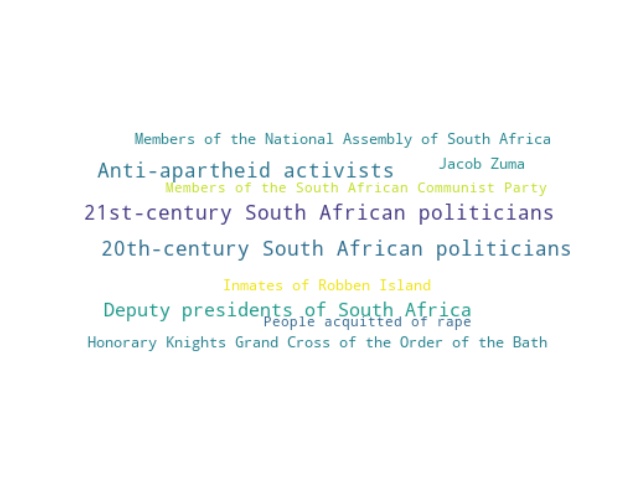 Members of the National Assembly of South Africa
Anti-apartheid activists
Jacob Zuma
Members of the South African Communist Party
21st-century South African politicians
20th-century South African politicians
Inmates of Robben Island
Deputy presidents of South Africa
People acquitted of rape
Honorary Knights Grand Cross of the Order of the Bath